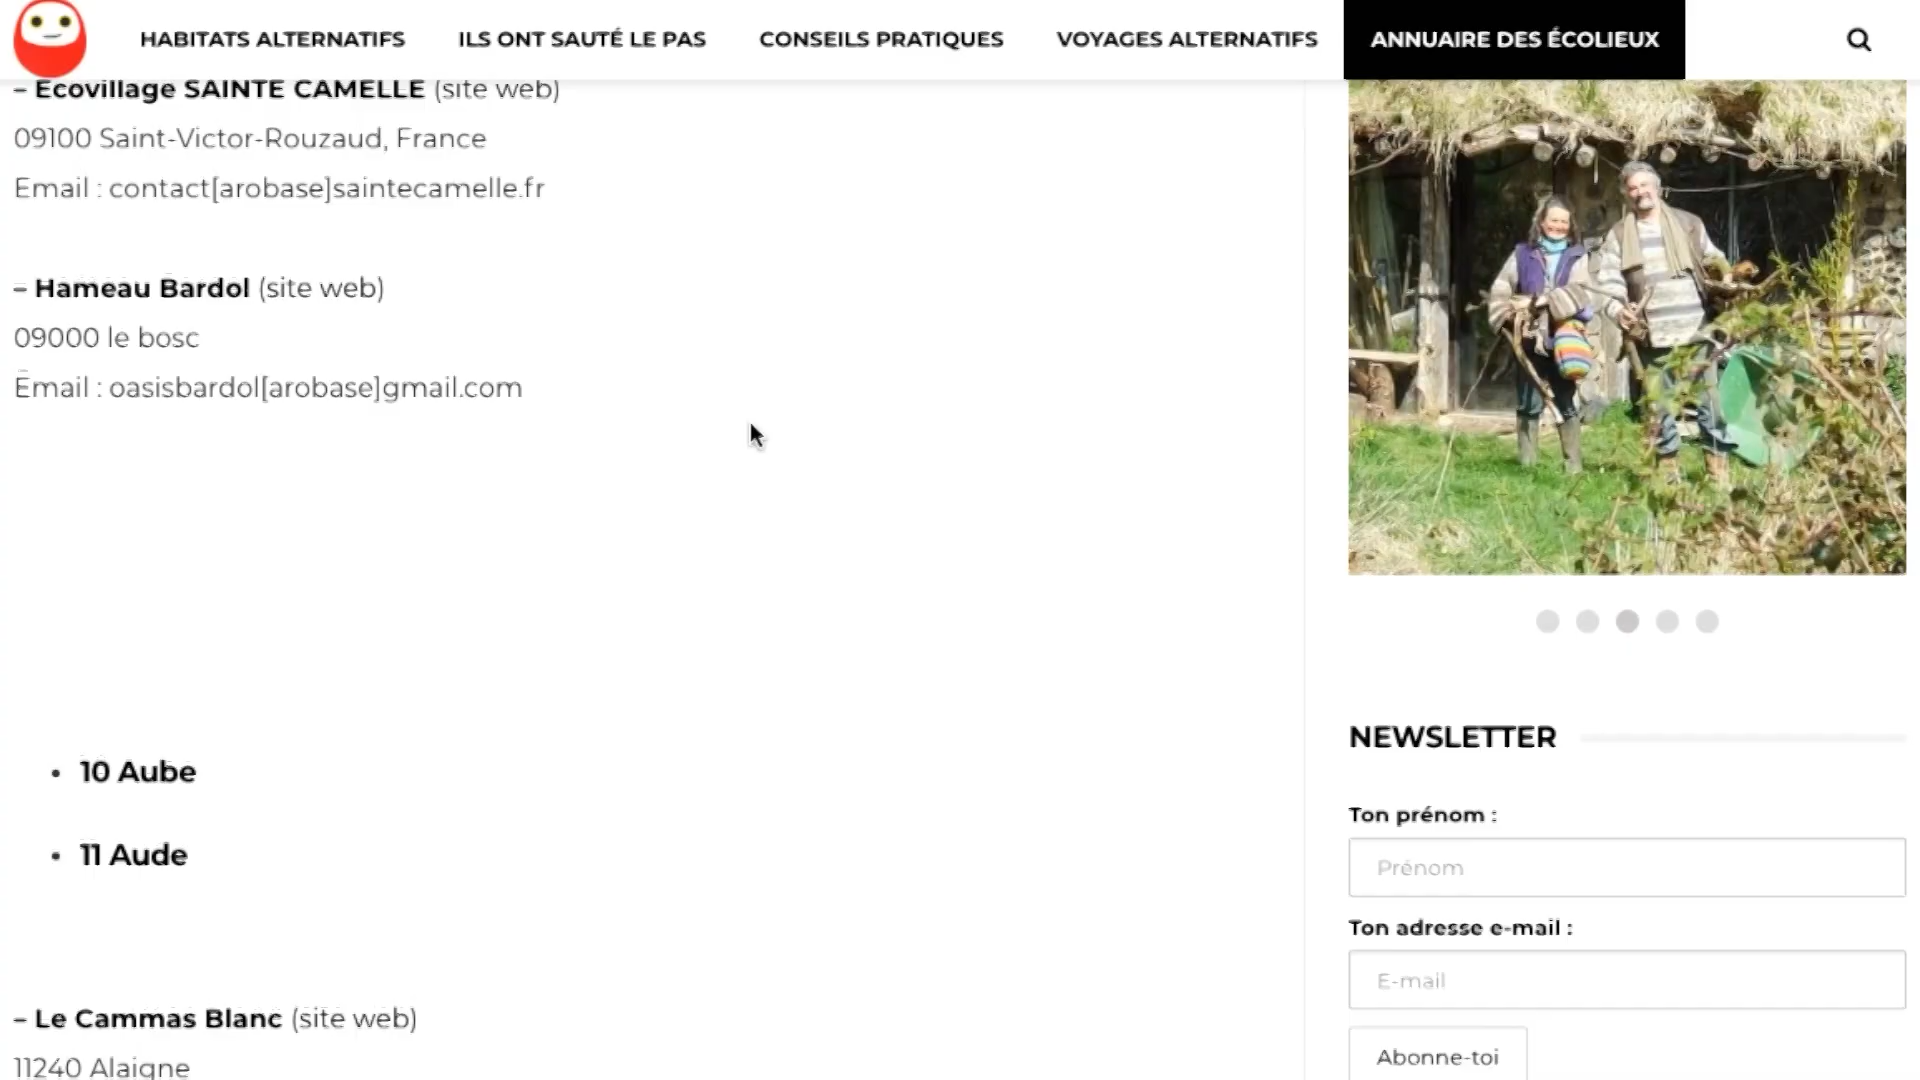 HABITATS ALTERNATIFS
ILS ONT SAUTÉ LE PAS
CONSEILS PRATIQUES
VOYAGES ALTERNATIFS
ANNUAIRE DES ÉCOLIEUX
– Ecovillage SAINTE CAMELLE (site web)
09100 Saint-Victor-Rouzaud, France
Email : contact[arobase]saintecamelle.fr
– Hameau Bardol (site web)
09000 le bosc
Email : oasisbardol[arobase]gmail.com
• 10 Aube
• 11 Aude
– Le Cammas Blanc (site web)
11240 Alaigne
NEWSLETTER
Ton prénom :
Prénom
Ton adresse e-mail :
E-mail
Abonne-toi